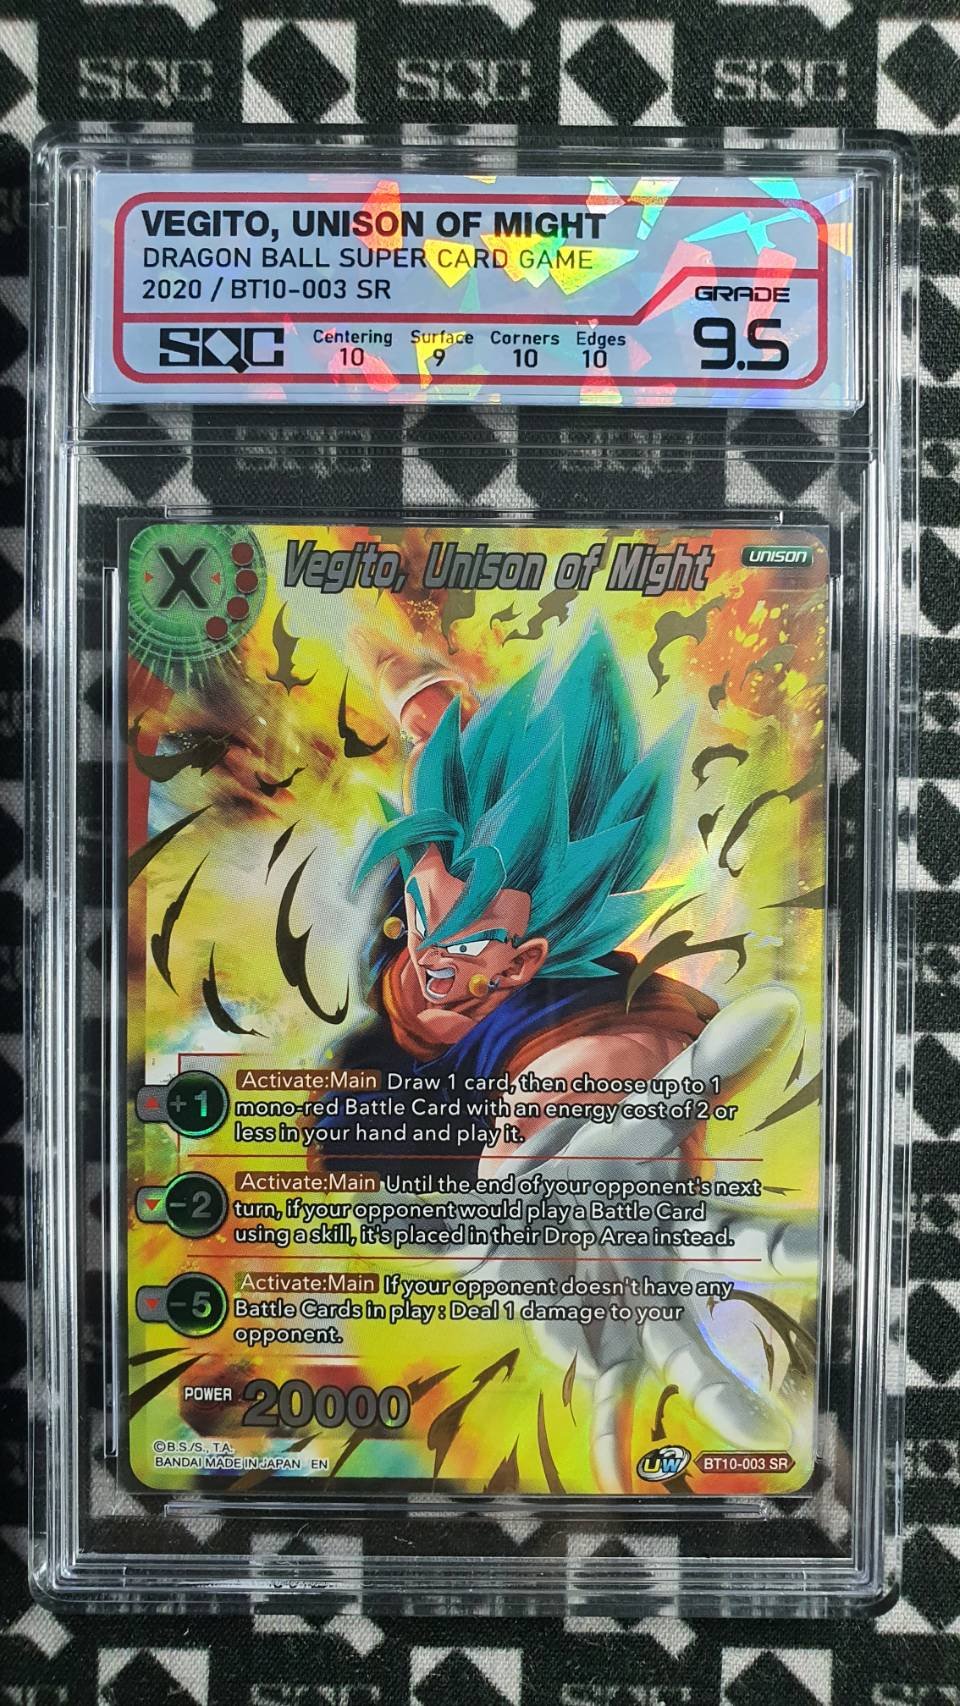 SQC SQC SQC
VEGITO, UNISON OF MIGHT
DRAGON BALL SUPER CARD GAME
2020 / BT10-003 SR
GRADE
9.5
SQC
Centering Surface Corners Edges
10 9 10 10
X
Vegito, Unison of Might
UNISON
+1
Activate:Main Draw 1 card, then choose up to 1
mono-red Battle Card with an energy cost of 2 or
less in your hand and play it.
-2
Activate:Main Until the end of your opponent's next
turn, if your opponent would play a Battle Card
using a skill, it's placed in their Drop Area instead.
-5
Activate:Main If your opponent doesn't have any
Battle Cards in play : Deal 1 damage to your
opponent.
POWER 20000
©B.S./S., T.A.
BANDAI MADE IN JAPAN EN
UW
BT10-003 SR